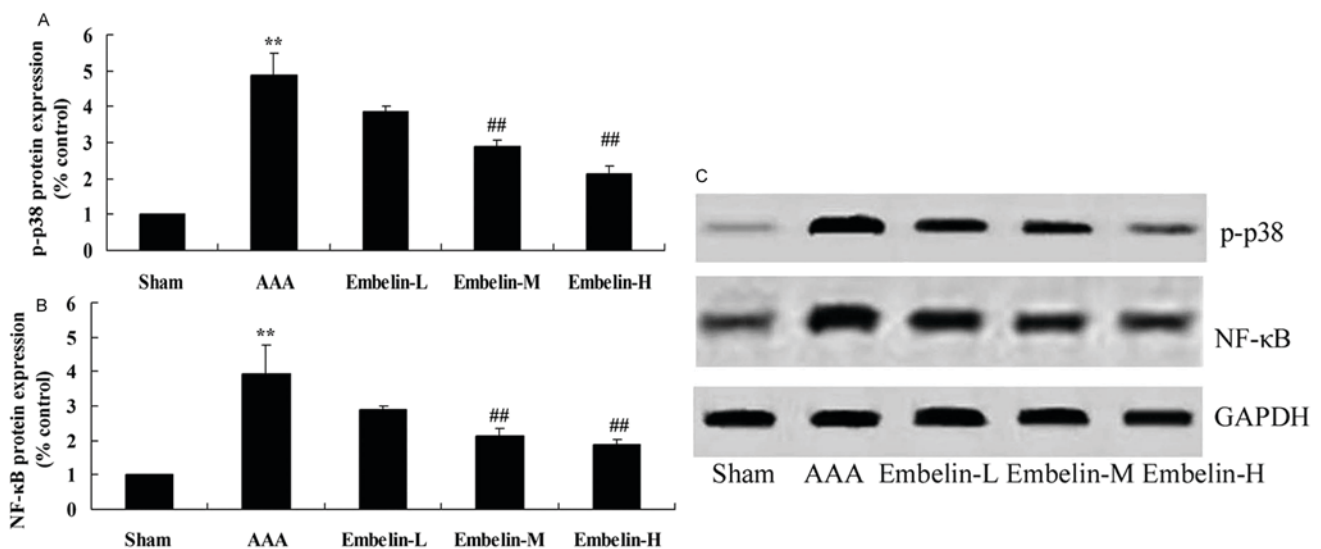 A
p-p38 protein expression
(% control)
6
5
4
3
2
1
0
**
##
##
Sham AAA Embelin-L Embelin-M Embelin-H
B
NF-κB protein expression
(% control)
6
5
4
3
2
1
0
**
##
##
Sham AAA Embelin-L Embelin-M Embelin-H
C
p-p38
NF-κB
GAPDH
Sham AAA Embelin-L Embelin-M Embelin-H